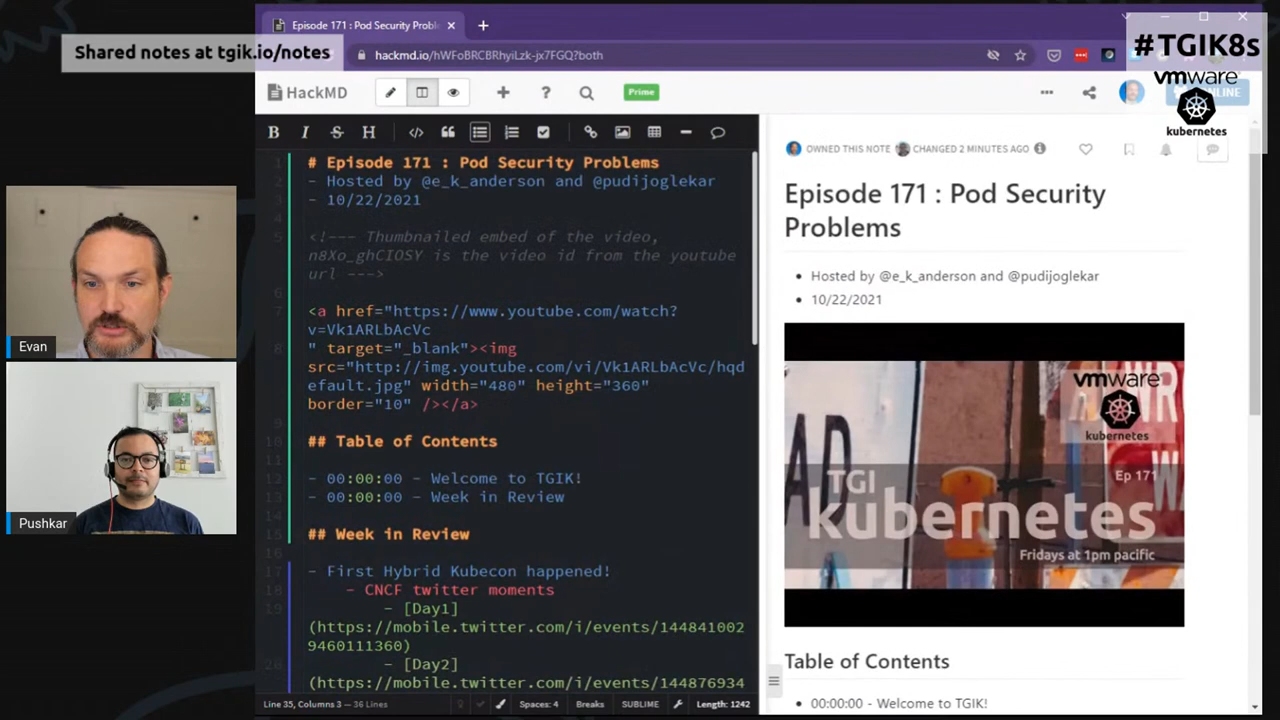 Shared notes at tgik.io/notes
Episode 171 : Pod Security Probl
#TGIK8s
vmware
kubernetes
hackmd.io/hWFoBRCBRhyiLzk-jx7FGQ?both
HackMD
Prime
B I S H
# Episode 171 : Pod Security Problems
- Hosted by @e_k_anderson and @pudijoglekar
- 10/22/2021
<!--- Thumbnailed embed of the video,
n8Xo_ghCIOSY is the video id from the youtube
url --->
<a href="https://www.youtube.com/watch?
v=Vk1ARLbAcVc
" target="_blank"><img
src="http://img.youtube.com/vi/Vk1ARLbAcVc/hqd
efault.jpg" width="480" height="360"
border="10" /></a>
## Table of Contents
- 00:00:00 - Welcome to TGIK!
- 00:00:00 - Week in Review
## Week in Review
- First Hybrid Kubecon happened!
- CNCF twitter moments
- [Day1]
(https://mobile.twitter.com/i/events/144841002
9460111360)
- [Day2]
(https://mobile.twitter.com/i/events/144876934
Line 35, Columns 3 — 36 Lines
Spaces: 4
Breaks
SUBLIME
Length: 1242
OWNED THIS NOTE
CHANGED 2 MINUTES AGO
Episode 171 : Pod Security
Problems
Hosted by @e_k_anderson and @pudijoglekar
10/22/2021
vmware
kubernetes
Ep 171
TGI
kubernetes
Fridays at 1pm pacific
Table of Contents
00:00:00 - Welcome to TGIK!
Evan
Pushkar